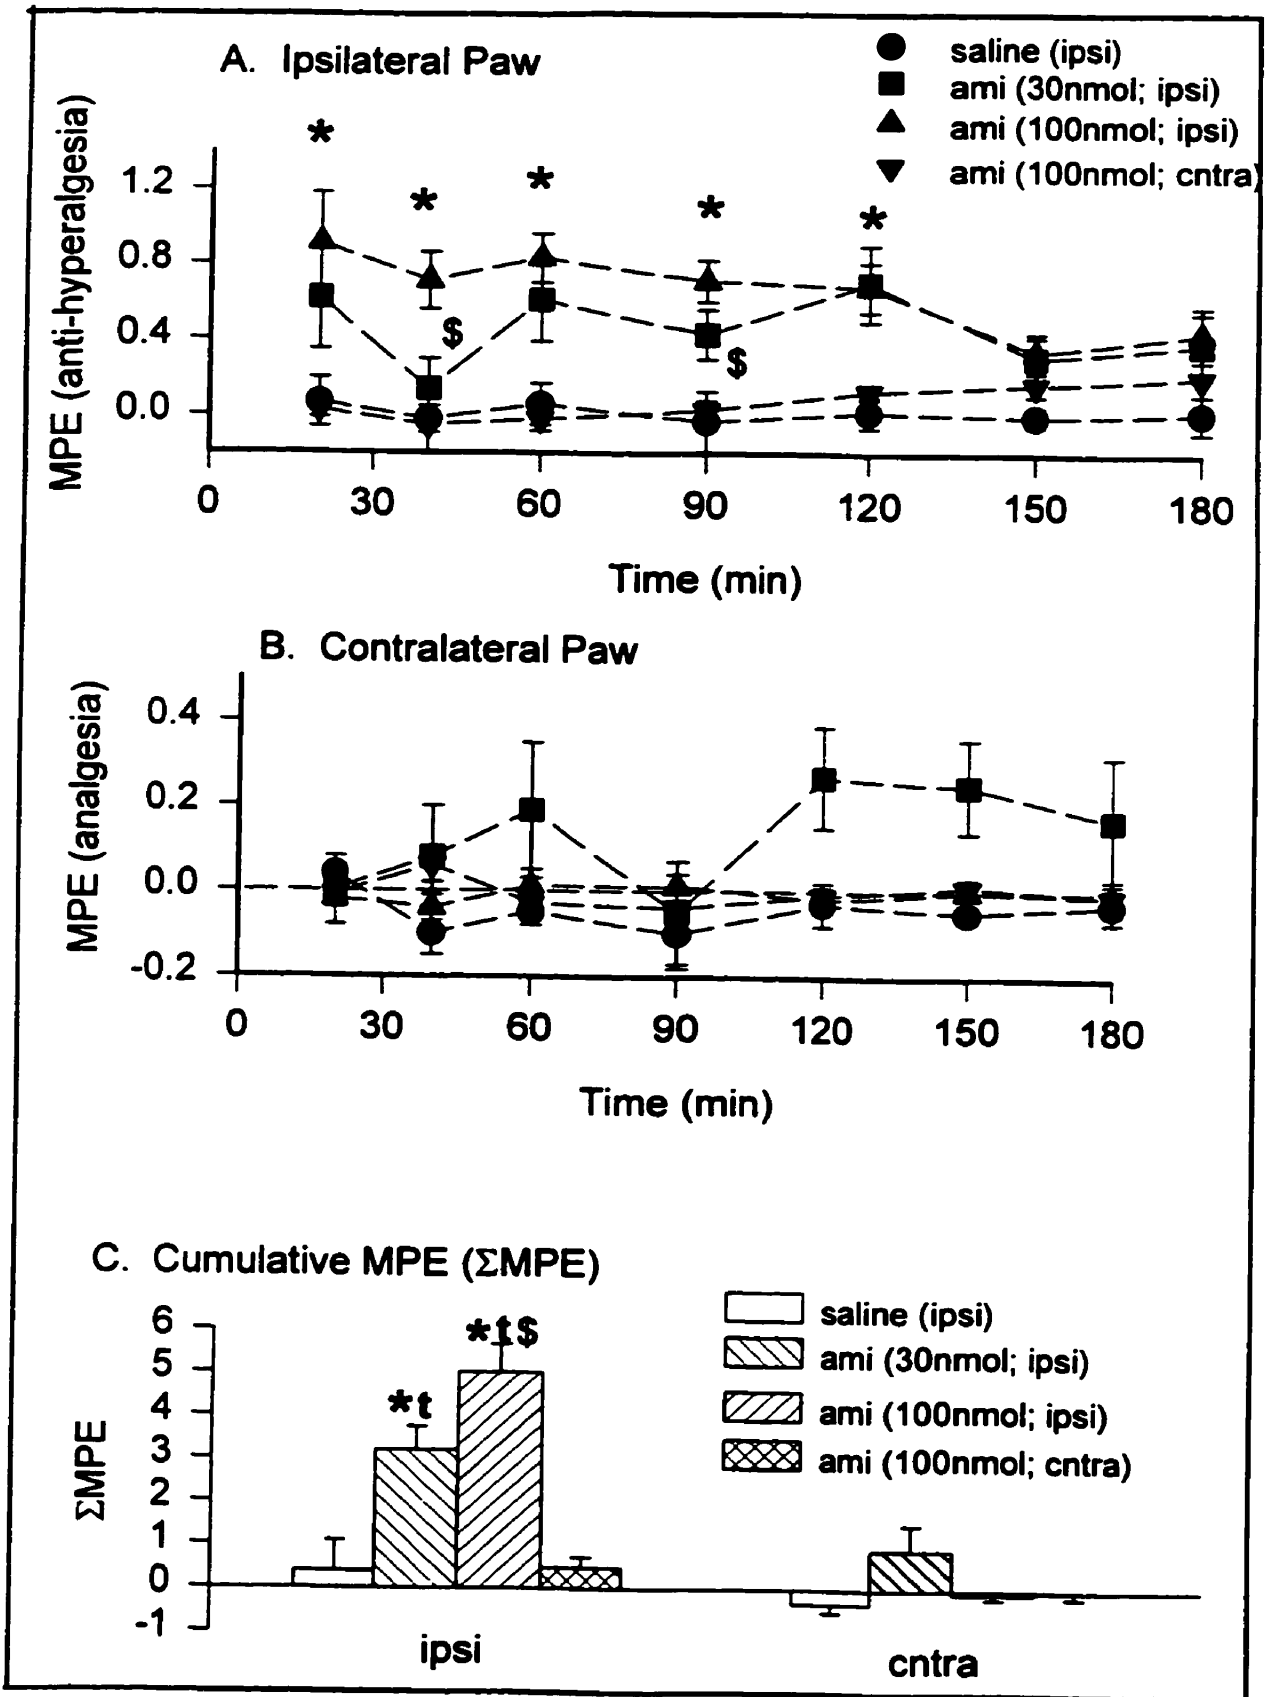 A. Ipsilateral Paw
saline (ipsi)
ami (30nmol; ipsi)
ami (100nmol; ipsi)
ami (100nmol; cntra)
MPE (anti-hyperalgesia)
1.2
0.8
0.4
0.0
* * * * *
$ $
0 30 60 90 120 150 180
Time (min)
B. Contralateral Paw
MPE (analgesia)
0.4
0.2
0.0
-0.2
0 30 60 90 120 150 180
Time (min)
C. Cumulative MPE (ΣMPE)
saline (ipsi)
ami (30nmol; ipsi)
ami (100nmol; ipsi)
ami (100nmol; cntra)
ΣMPE
6
5
4
3
2
1
0
-1
*t
*t$
ipsi
cntra